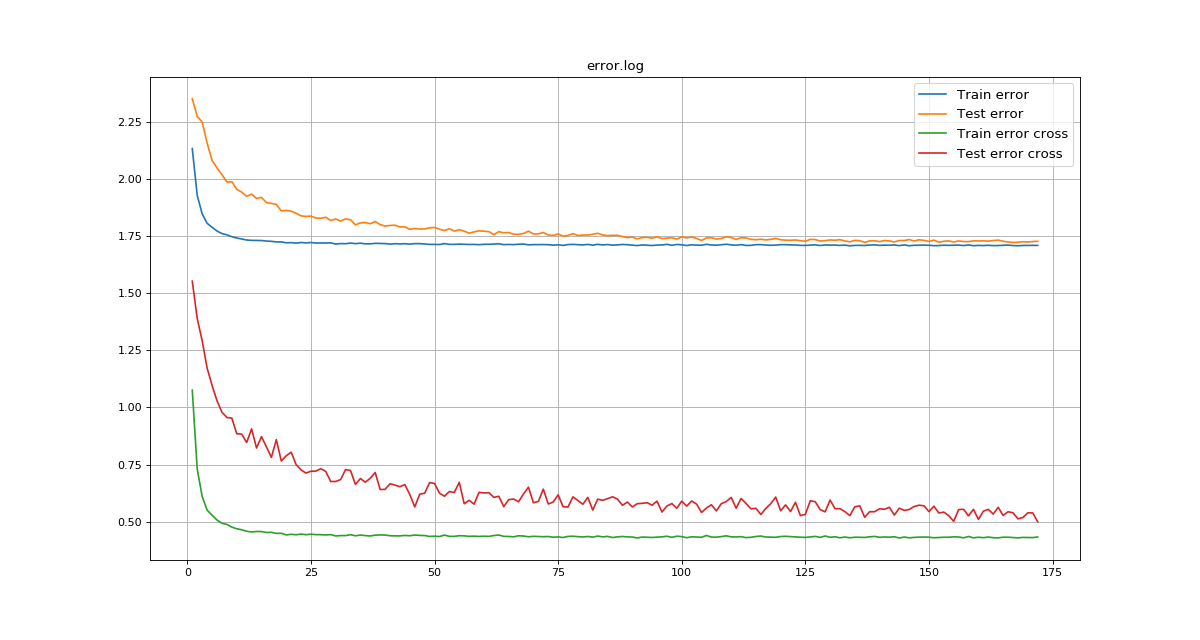 error.log
Train error
Test error
Train error cross
Test error cross
2.25
2.00
1.75
1.50
1.25
1.00
0.75
0.50
0 25 50 75 100 125 150 175